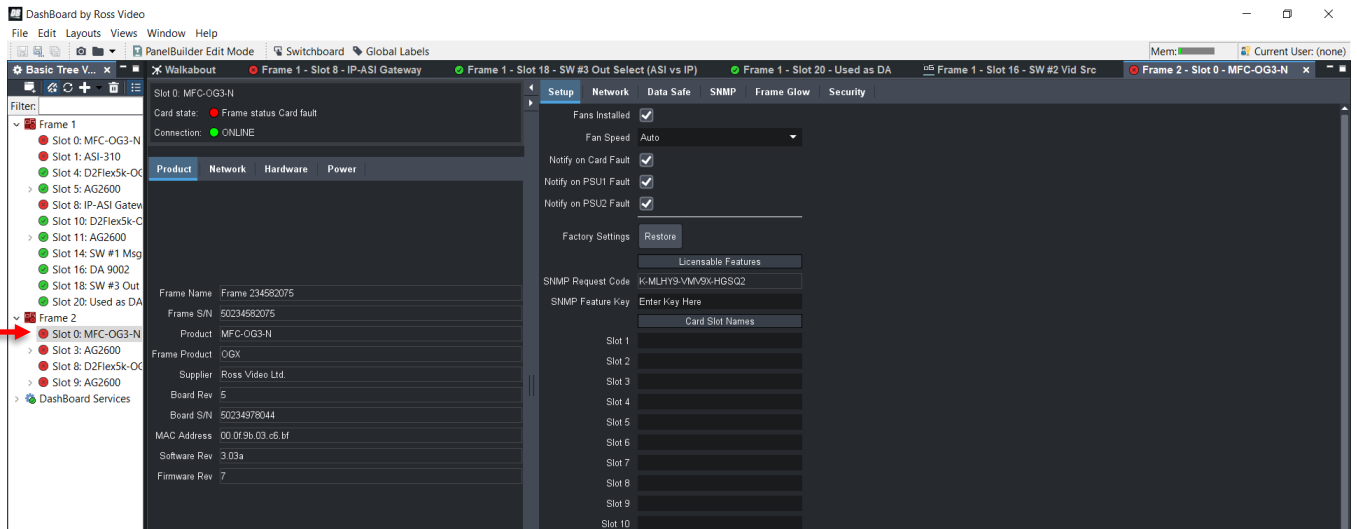 DashBoard by Ross Video
File Edit Layouts Views Window Help
PanelBuilder Edit Mode Switchboard Global Labels Mem: Current User: (none)
Basic Tree V... Walkabout Frame 1 - Slot 8 - IP-ASI Gateway Frame 1 - Slot 18 - SW #3 Out Select (ASI vs IP) Frame 1 - Slot 20 - Used as DA Frame 1 - Slot 16 - SW #2 Vid Src Frame 2 - Slot 0 - MFC-OG3-N
Filter:
Frame 1
Slot 0: MFC-OG3-N
Slot 1: ASI-310
Slot 4: D2Flex5k-OG
Slot 5: AG2600
Slot 8: IP-ASI Gatew
Slot 10: D2Flex5k-O
Slot 11: AG2600
Slot 14: SW #1 Msg
Slot 16: DA 9002
Slot 18: SW #3 Out
Slot 20: Used as DA
Frame 2
Slot 0: MFC-OG3-N
Slot 3: AG2600
Slot 8: D2Flex5k-OG
Slot 9: AG2600
DashBoard Services
Slot 0: MFC-OG3-N
Card state: Frame status Card fault
Connection: ONLINE
Product Network Hardware Power
Frame Name Frame 234582075
Frame S/N 50234582075
Product MFC-OG3-N
Frame Product OGX
Supplier Ross Video Ltd.
Board Rev 5
Board S/N 50234978044
MAC Address 00.0f.9b.03.c6.bf
Software Rev 3.03a
Firmware Rev 7
Setup Network Data Safe SNMP Frame Glow Security
Fans Installed
Fan Speed Auto
Notify on Card Fault
Notify on PSU1 Fault
Notify on PSU2 Fault
Factory Settings Restore
Licensable Features
SNMP Request Code K-MLHY9-VMV9X-HGSQ2
SNMP Feature Key Enter Key Here
Card Slot Names
Slot 1
Slot 2
Slot 3
Slot 4
Slot 5
Slot 6
Slot 7
Slot 8
Slot 9
Slot 10